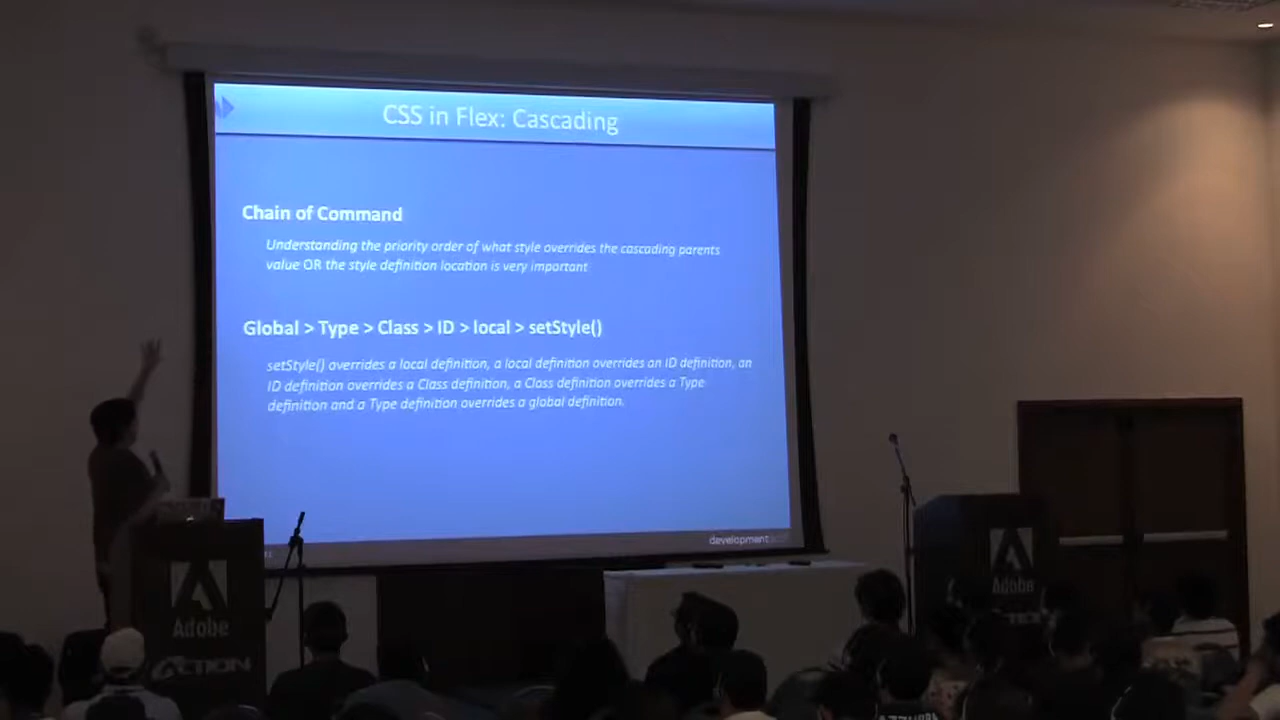 CSS in Flex: Cascading
Chain of Command
Understanding the priority order of what style overrides the cascading parents
value OR the style definition location is very important
Global > Type > Class > ID > local > setStyle()
setStyle() overrides a local definition, a local definition overrides an ID definition, an
ID definition overrides a Class definition, a Class definition overrides a Type
definition and a Type definition overrides a global definition.
development
Adobe
Adobe
ACTION